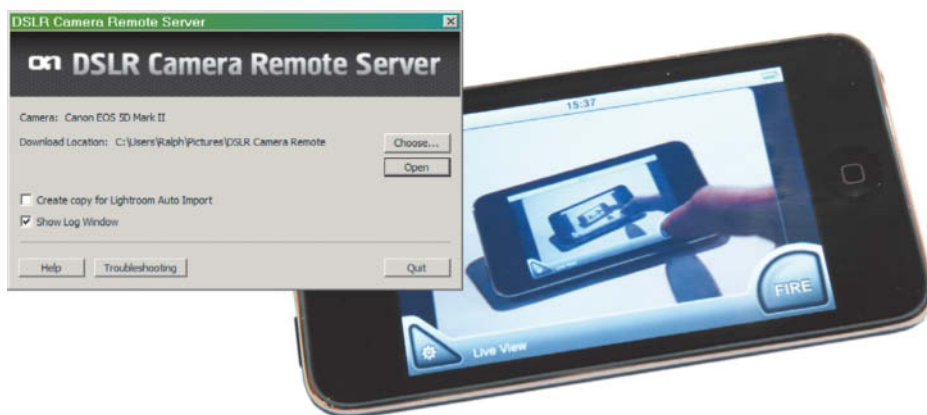 DSLR Camera Remote Server
on DSLR Camera Remote Server
Camera: Canon EOS 5D Mark II
Download Location: C:\Users\Ralph\Pictures\DSLR Camera Remote
Choose...
Open
Create copy for Lightroom Auto Import
Show Log Window
Help
Troubleshooting
Quit
15:37
FIRE
Live View